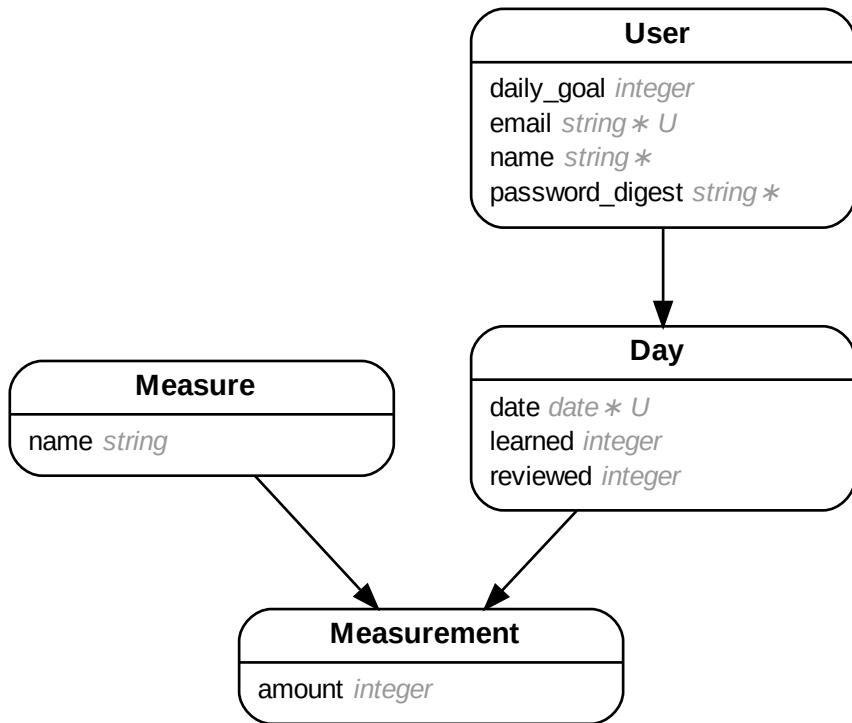 User
daily_goal integer
email string∗ U
name string∗
password_digest string∗
Day
date date∗ U
learned integer
reviewed integer
Measure
name string
Measurement
amount integer